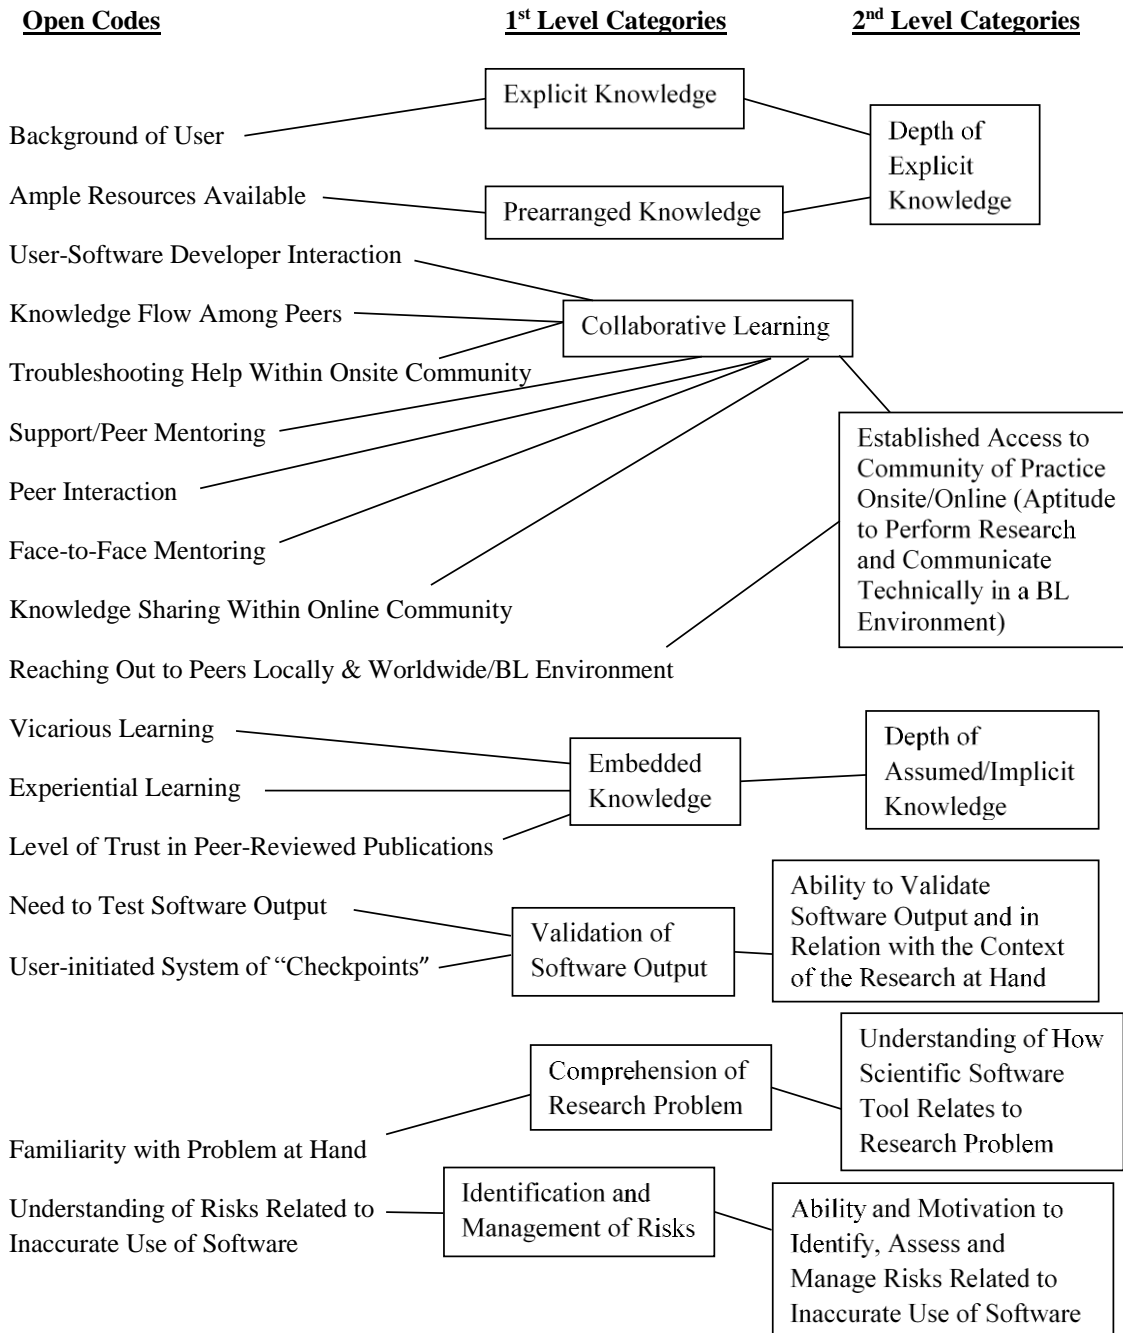 Open Codes
1st Level Categories
2nd Level Categories
Explicit Knowledge
Background of User
Depth of
Explicit
Knowledge
Ample Resources Available
Prearranged Knowledge
User-Software Developer Interaction
Knowledge Flow Among Peers
Collaborative Learning
Troubleshooting Help Within Onsite Community
Support/Peer Mentoring
Peer Interaction
Face-to-Face Mentoring
Knowledge Sharing Within Online Community
Established Access to
Community of Practice
Onsite/Online (Aptitude
to Perform Research
and Communicate
Technically in a BL
Environment)
Reaching Out to Peers Locally & Worldwide/BL Environment
Vicarious Learning
Experiential Learning
Level of Trust in Peer-Reviewed Publications
Embedded
Knowledge
Depth of
Assumed/Implicit
Knowledge
Need to Test Software Output
User-initiated System of “Checkpoints”
Validation of
Software Output
Ability to Validate
Software Output and in
Relation with the Context
of the Research at Hand
Familiarity with Problem at Hand
Comprehension of
Research Problem
Understanding of How
Scientific Software
Tool Relates to
Research Problem
Understanding of Risks Related to
Inaccurate Use of Software
Identification and
Management of Risks
Ability and Motivation to
Identify, Assess and
Manage Risks Related to
Inaccurate Use of Software